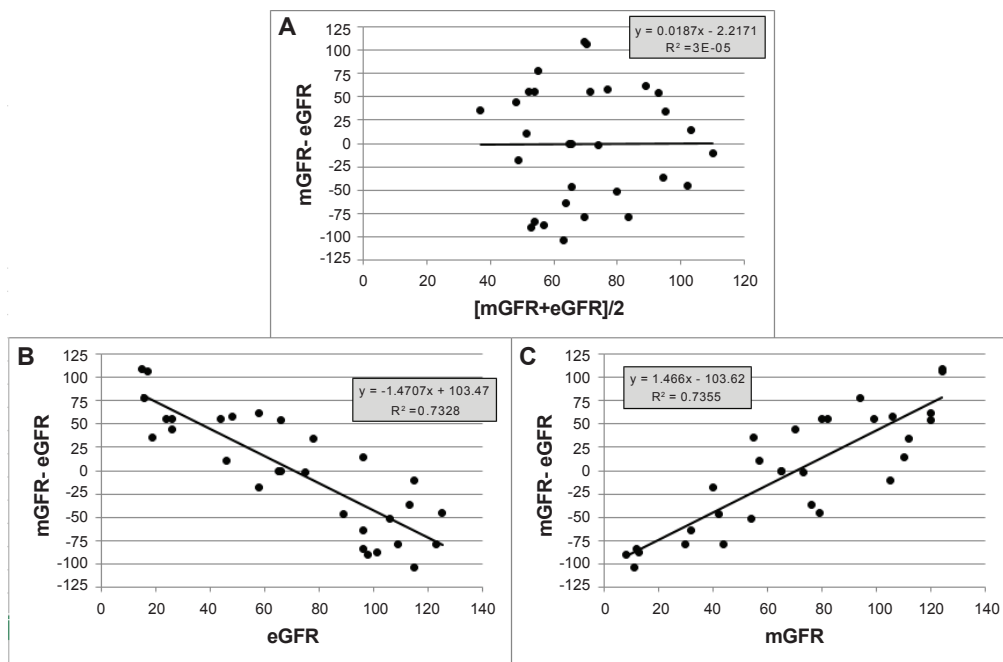 A
y = 0.0187x - 2.2171
R² =3E-05
mGFR- eGFR
125
100
75
50
25
0
-25
-50
-75
-100
-125
0 20 40 60 80 100 120
[mGFR+eGFR]/2
B
y = -1.4707x + 103.47
R² =0.7328
mGFR- eGFR
125
100
75
50
25
0
-25
-50
-75
-100
-125
0 20 40 60 80 100 120 140
eGFR
C
y = 1.466x - 103.62
R² = 0.7355
mGFR- eGFR
125
100
75
50
25
0
-25
-50
-75
-100
-125
0 20 40 60 80 100 120 140
mGFR